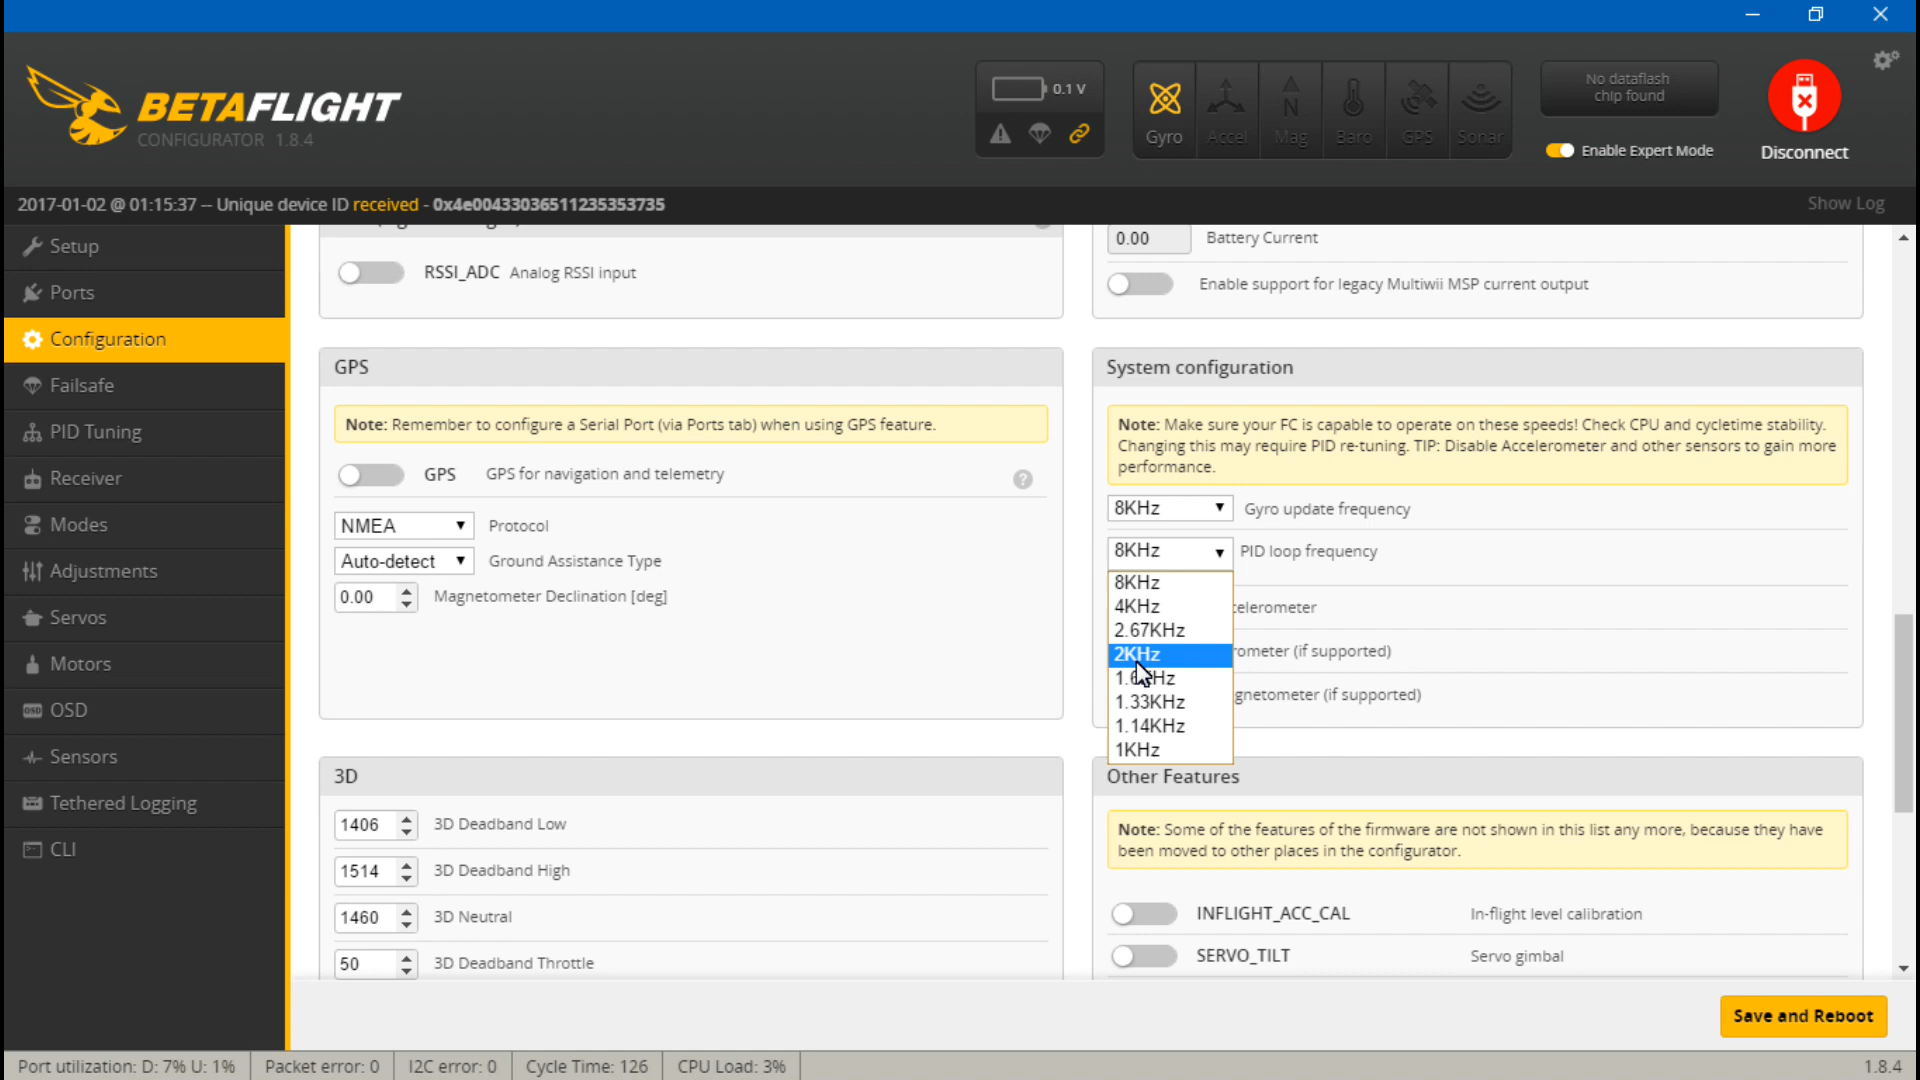 BETAFLIGHT
CONFIGURATOR 1.8.4
0.1 V
Gyro
Accel
Mag
Baro
GPS
Sonar
No dataflash
chip found
Enable Expert Mode
Disconnect
2017-01-02 @ 01:15:37 -- Unique device ID received - 0x4e0043303651123535735
Show Log
Setup
Ports
Configuration
Failsafe
PID Tuning
Receiver
Modes
Adjustments
Servos
Motors
OSD
Sensors
Tethered Logging
CLI
RSSI_ADC Analog RSSI input
0.00 Battery Current
Enable support for legacy Multiwii MSP current output
GPS
Note: Remember to configure a Serial Port (via Ports tab) when using GPS feature.
GPS GPS for navigation and telemetry
NMEA Protocol
Auto-detect Ground Assistance Type
0.00 Magnetometer Declination [deg]
System configuration
Note: Make sure your FC is capable to operate on these speeds! Check CPU and cycletime stability.
Changing this may require PID re-tuning. TIP: Disable Accelerometer and other sensors to gain more
performance.
8KHz Gyro update frequency
8KHz PID loop frequency
8KHz
4KHz
celerometer
2.67KHz
2KHz
rometer (if supported)
1.33KHz
gnetometer (if supported)
1.14KHz
1KHz
3D
1406 3D Deadband Low
1514 3D Deadband High
1460 3D Neutral
50 3D Deadband Throttle
Other Features
Note: Some of the features of the firmware are not shown in this list any more, because they have
been moved to other places in the configurator.
INFLIGHT_ACC_CAL In-flight level calibration
SERVO_TILT Servo gimbal
Save and Reboot
Port utilization: D: 7% U: 1%
Packet error: 0
I2C error: 0
Cycle Time: 126
CPU Load: 3%
1.8.4